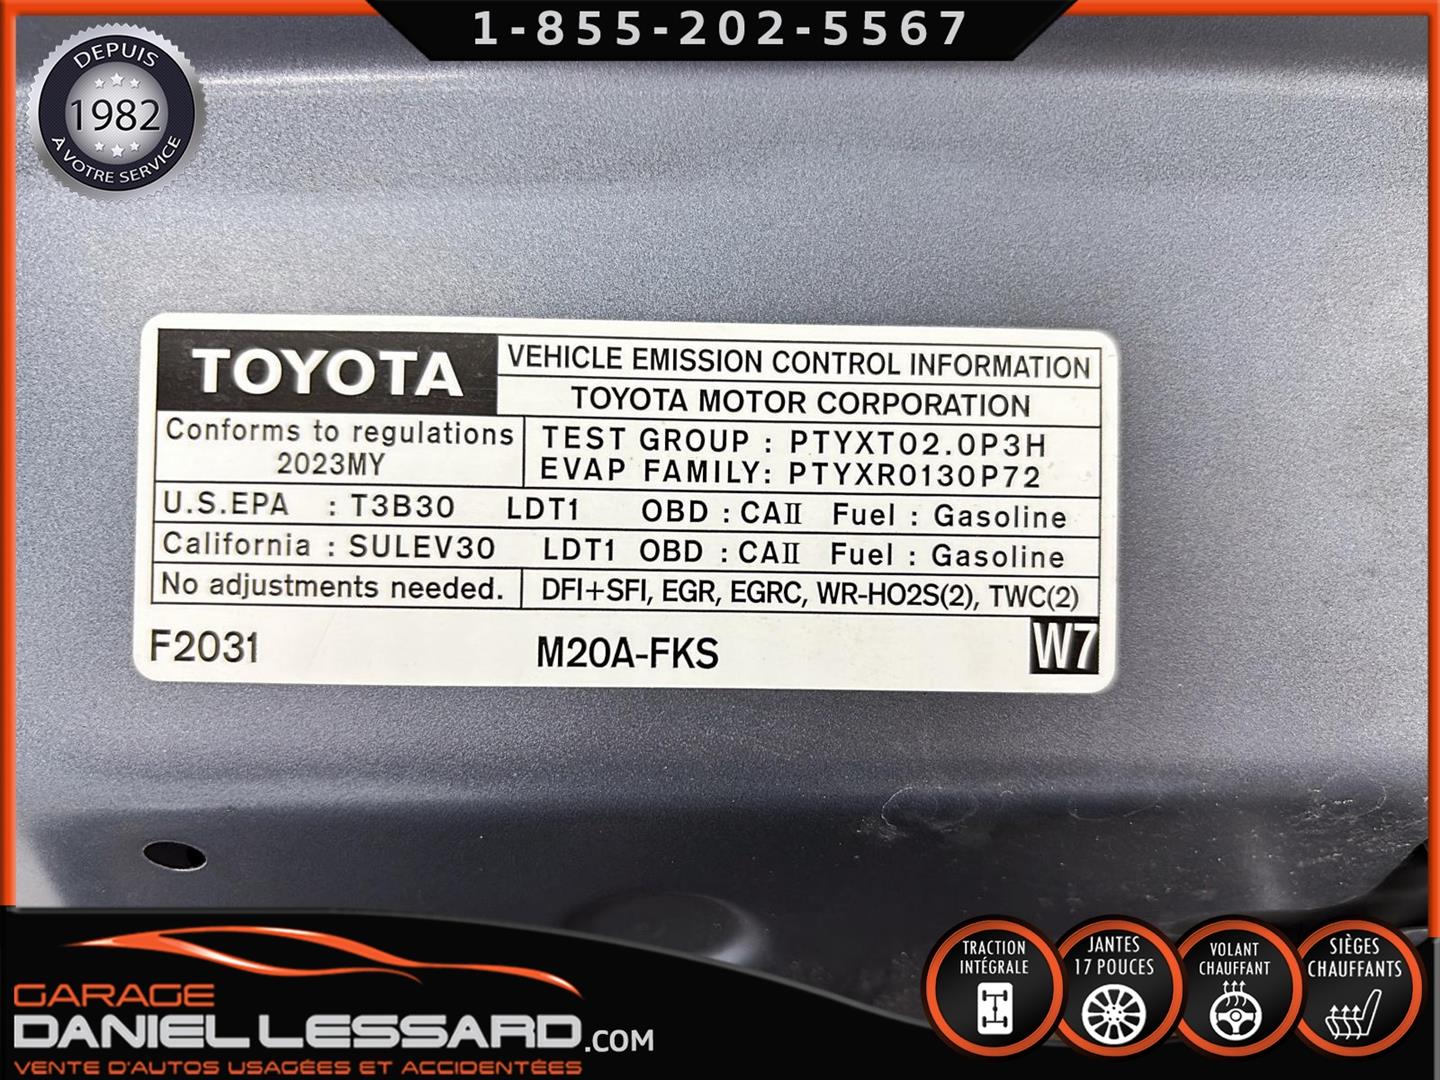 1-855-202-5567
DEPUIS
1982
À VOTRE SERVICE
TOYOTA
VEHICLE EMISSION CONTROL INFORMATION
TOYOTA MOTOR CORPORATION
Conforms to regulations
2023MY
TEST GROUP : PTYXT02.0P3H
EVAP FAMILY: PTYXR0130P72
U.S.EPA : T3B30 LDT1 OBD : CAII Fuel : Gasoline
California : SULEV30 LDT1 OBD : CAII Fuel : Gasoline
No adjustments needed.
DFI+SFI, EGR, EGRC, WR-HO2S(2), TWC(2)
F2031
M20A-FKS
W7
GARAGE
DANIEL LESSARD.COM
VENTE D'AUTOS USAGÉES ET ACCIDENTÉES
TRACTION
INTÉGRALE
JANTES
17 POUCES
VOLANT
CHAUFFANT
SIÈGES
CHAUFFANTS